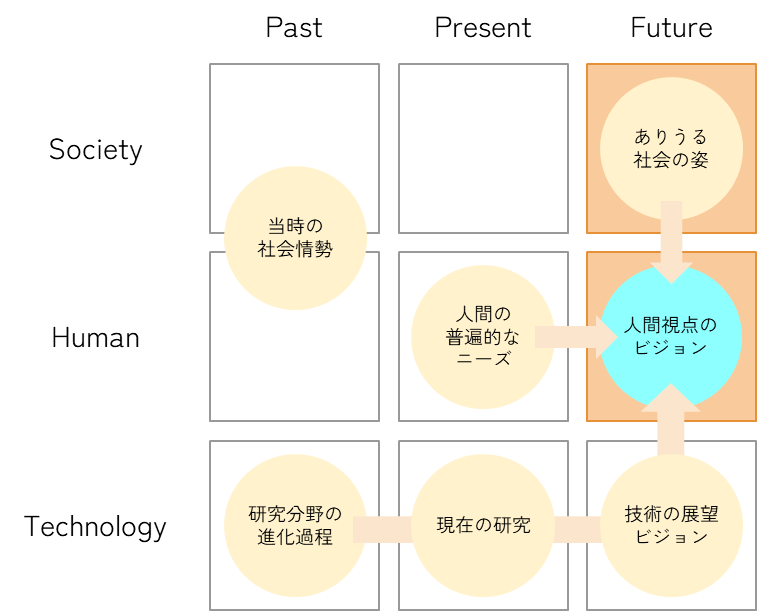 Past
Present
Future
Society
ありうる
社会の姿
当時の
社会情勢
Human
人間の
普遍的な
ニーズ
人間視点の
ビジョン
Technology
研究分野の
進化過程
現在の研究
技術の展望
ビジョン